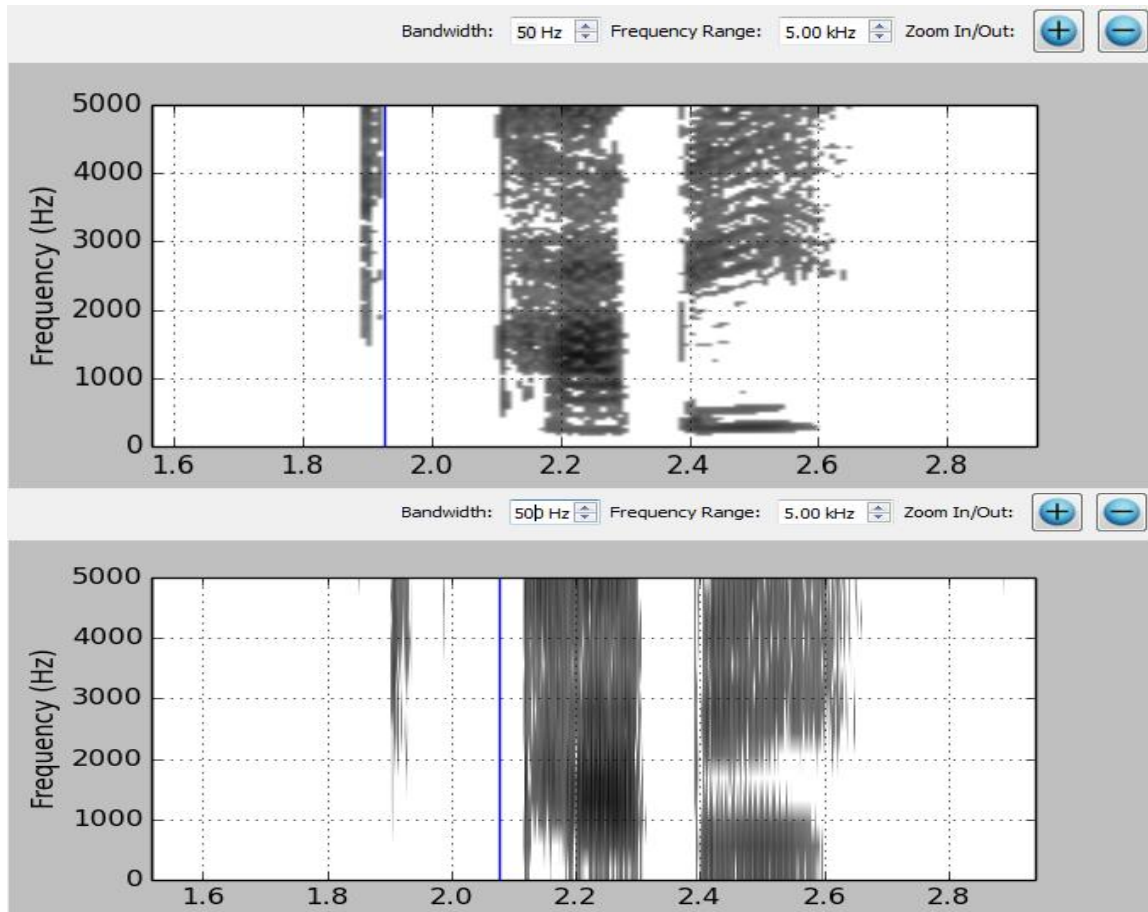 Bandwidth: 50 Hz Frequency Range: 5.00 kHz Zoom In/Out:
5000
4000
3000
2000
1000
0
Frequency (Hz)
1.6 1.8 2.0 2.2 2.4 2.6 2.8
Bandwidth: 500 Hz Frequency Range: 5.00 kHz Zoom In/Out:
5000
4000
3000
2000
1000
0
Frequency (Hz)
1.6 1.8 2.0 2.2 2.4 2.6 2.8